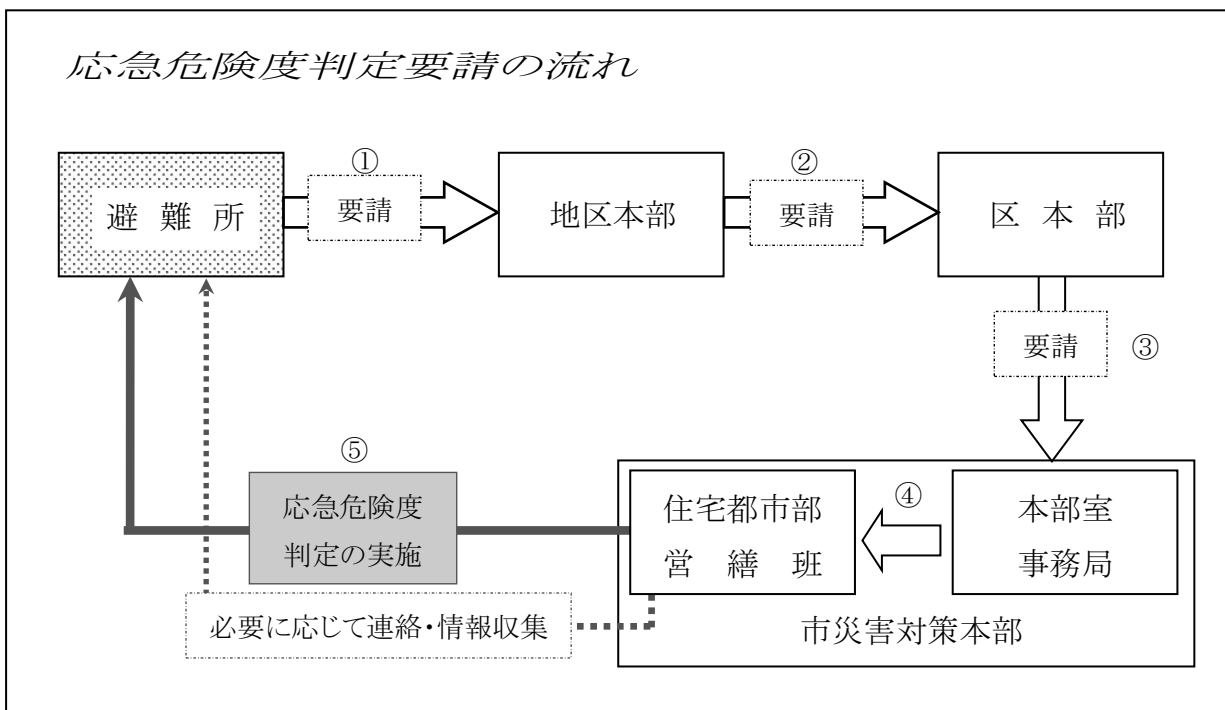 応急危険度判定要請の流れ
①
②
避 難 所
要請
地区本部
要請
区 本 部
要請
③
⑤
応急危険度
判定の実施
住宅都市部
営 繕 班
④
本部室
事務局
必要に応じて連絡・情報収集
市災害対策本部